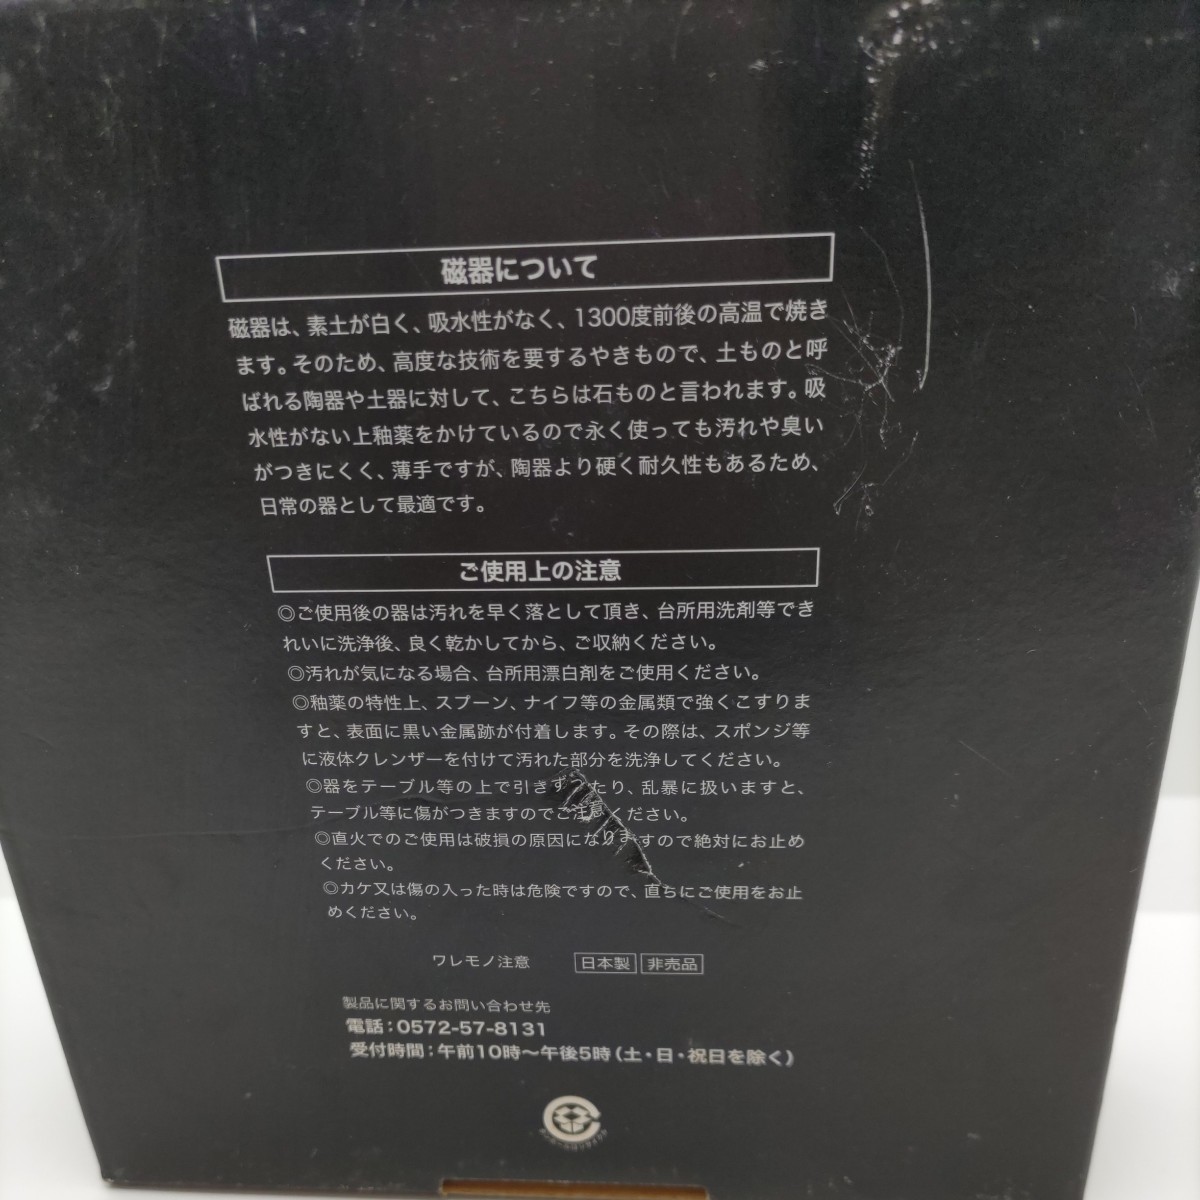 磁器について
磁器は、素土が白く、吸水性がなく、1300度前後の高温で焼き
ます。そのため、高度な技術を要するやきもので、土ものと呼
ばれる陶器や土器に対して、こちらは石ものと言われます。吸
水性がない上釉薬をかけているので永く使っても汚れや臭い
がつきにくく、薄手ですが、陶器より硬く耐久性もあるため、
日常の器として最適です。
ご使用上の注意
◎ご使用後の器は汚れを早く落として頂き、台所用洗剤等でき
れいに洗浄後、良く乾かしてから、ご収納ください。
◎汚れが気になる場合、台所用漂白剤をご使用ください。
◎釉薬の特性上、スプーン、ナイフ等の金属類で強くこすりま
すと、表面に黒い金属跡が付着します。その際は、スポンジ等
に液体クレンザーを付けて汚れた部分を洗浄してください。
◎器をテーブル等の上で引きずったり、乱暴に扱いますと、
テーブル等に傷がつきますのでご注意ください。
◎直火でのご使用は破損の原因になりますので絶対にお止め
ください。
◎カケ又は傷の入った時は危険ですので、直ちにご使用をお止
めください。
ワレモノ注意 日本製 非売品
製品に関するお問い合わせ先
電話：0572-57-8131
受付時間：午前10時〜午後5時（土・日・祝日を除く）